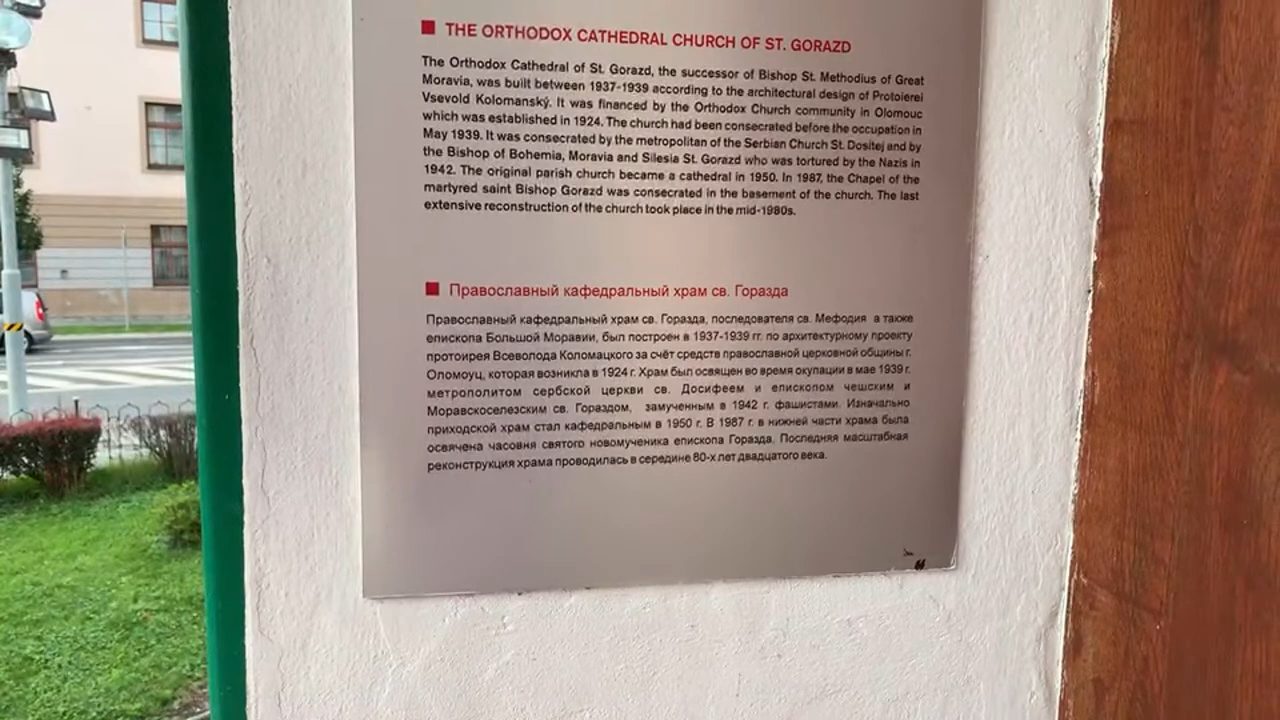 THE ORTHODOX CATHEDRAL CHURCH OF ST. GORAZD
The Orthodox Cathedral of St. Gorazd, the successor of Bishop St. Methodius of Great
Moravia, was built between 1937-1939 according to the architectural design of Protoierei
Vsevold Kolomanský. It was financed by the Orthodox Church community in Olomouc
which was established in 1924. The church had been consecrated before the occupation in
May 1939. It was consecrated by the metropolitan of the Serbian Church St. Dositej and by
the Bishop of Bohemia, Moravia and Silesia St. Gorazd who was tortured by the Nazis in
1942. The original parish church became a cathedral in 1950. In 1987, the Chapel of the
martyred saint Bishop Gorazd was consecrated in the basement of the church. The last
extensive reconstruction of the church took place in the mid-1980s.
Православный кафедральный храм св. Горазда
Православный кафедральный храм св. Горазда, последователя св. Мефодия а также
епископа Большой Моравии, был построен в 1937-1939 гг. по архитектурному проекту
протоирея Всеволода Коломацкого за счёт средств православной церковной общины г.
Оломоуц, которая возникла в 1924 г. Храм был освящен во время окупации в мае 1939 г.
метрополитом сербской церкви св. Досифеем и епископом чешским и
Моравскоселезским св. Гораздом, замученным в 1942 г. фашистами. Изначально
приходской храм стал кафедральным в 1950 г. В 1987 г. в нижней части храма была
освячена часовня святого новомученика епископа Горазда. Последняя масштабная
реконструкция храма проводилась в середине 80-х лет двадцатого века.